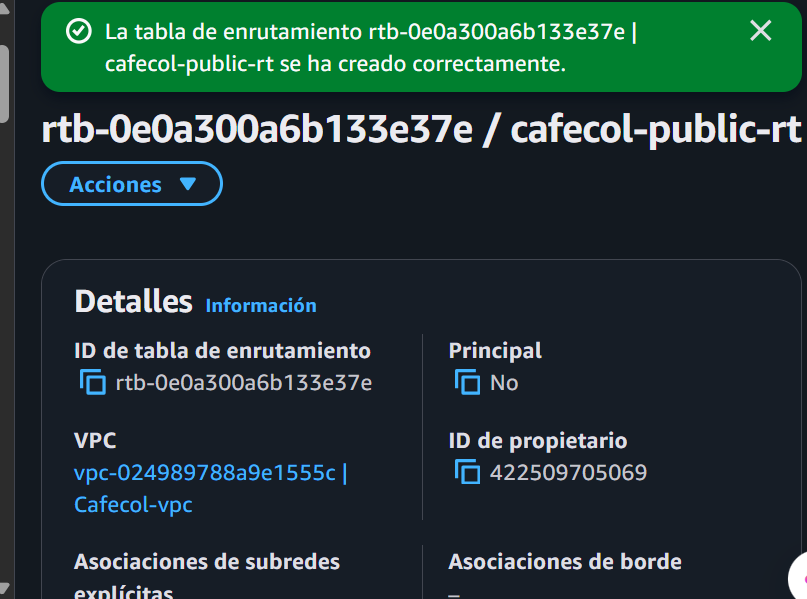 La tabla de enrutamiento rtb-0e0a300a6b133e37e |
cafecol-public-rt se ha creado correctamente.
rtb-0e0a300a6b133e37e / cafecol-public-rt
Acciones
Detalles Información
ID de tabla de enrutamiento
rtb-0e0a300a6b133e37e
Principal
No
VPC
vpc-024989788a9e1555c |
Cafecol-vpc
ID de propietario
422509705069
Asociaciones de subredes
explícitas
Asociaciones de borde
–